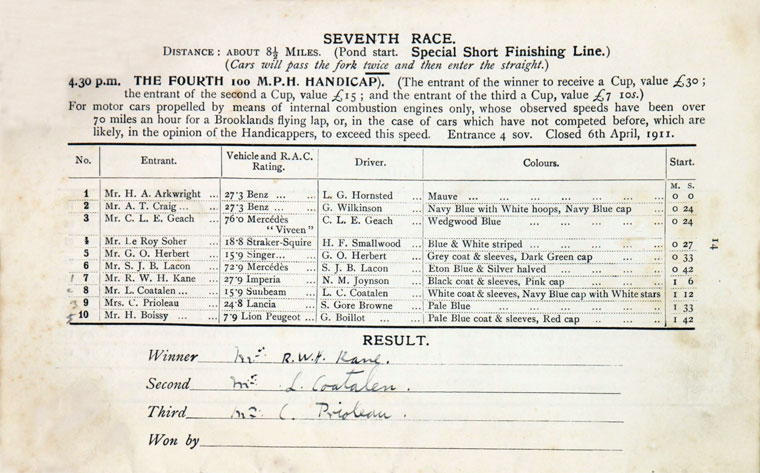 SEVENTH RACE.
DISTANCE: ABOUT 8½ MILES. (Pond start. Special Short Finishing Line.)
(Cars will pass the fork twice and then enter the straight.)
4.30 p.m. THE FOURTH 100 M.P.H. HANDICAP). (The entrant of the winner to receive a Cup, value £30;
the entrant of the second a Cup, value £15; and the entrant of the third a Cup, value £7 10s.)
For motor cars propelled by means of internal combustion engines only, whose observed speeds have been over
70 miles an hour for a Brooklands flying lap, or, in the case of cars which have not competed before, which are
likely, in the opinion of the Handicappers, to exceed this speed. Entrance 4 sov. Closed 6th April, 1911.
No. Entrant. Vehicle and R.A.C. Rating. Driver. Colours. Start.
M. S.
1 Mr. H. A. Arkwright ... 27·3 Benz ... ... L. G. Hornsted Mauve ... ... ... ... ... ... 0 0
2 Mr. A. T. Craig ... ... 27·3 Benz ... ... G. Wilkinson Navy Blue with White hoops, Navy Blue cap ... 0 24
3 Mr. C. L. E. Geach ... 76·0 Mercédès C. L. E. Geach ... Wedgwood Blue ... ... ... ... 0 24
"Viveen"
4 Mr. Le Roy Soher ... 18·8 Straker-Squire H. F. Smallwood ... Blue & White striped ... ... ... ... 0 27
5 Mr. G. O. Herbert ... 15·9 Singer... ... G. O. Herbert ... Grey coat & sleeves, Dark Green cap ... ... 0 33
6 Mr. S. J. B. Lacon ... 72·9 Mercédès ... S. J. B. Lacon ... Eton Blue & Silver halved ... ... ... 0 42
7 Mr. R. W. H. Kane ... 27·9 Imperia ... N. M. Joynson ... Black coat & sleeves, Pink cap ... ... 1 6
8 Mr. L. Coatalen ... ... 15·9 Sunbeam ... L. C. Coatalen ... White coat & sleeves, Navy Blue cap with White stars 1 12
9 Mrs. C. Prioleau ... 24·8 Lancia ... S. Gore Browne ... Pale Blue ... ... ... ... ... 1 33
10 Mr. H. Boissy ... ... 7·9 Lion Peugeot ... G. Boillot ... ... Pale Blue coat & sleeves, Red cap ... ... 1 42
14
RESULT.
Winner Mr. R.W.H. Kane.
Second Mr. L. Coatalen.
Third Mr. C. Prioleau.
Won by